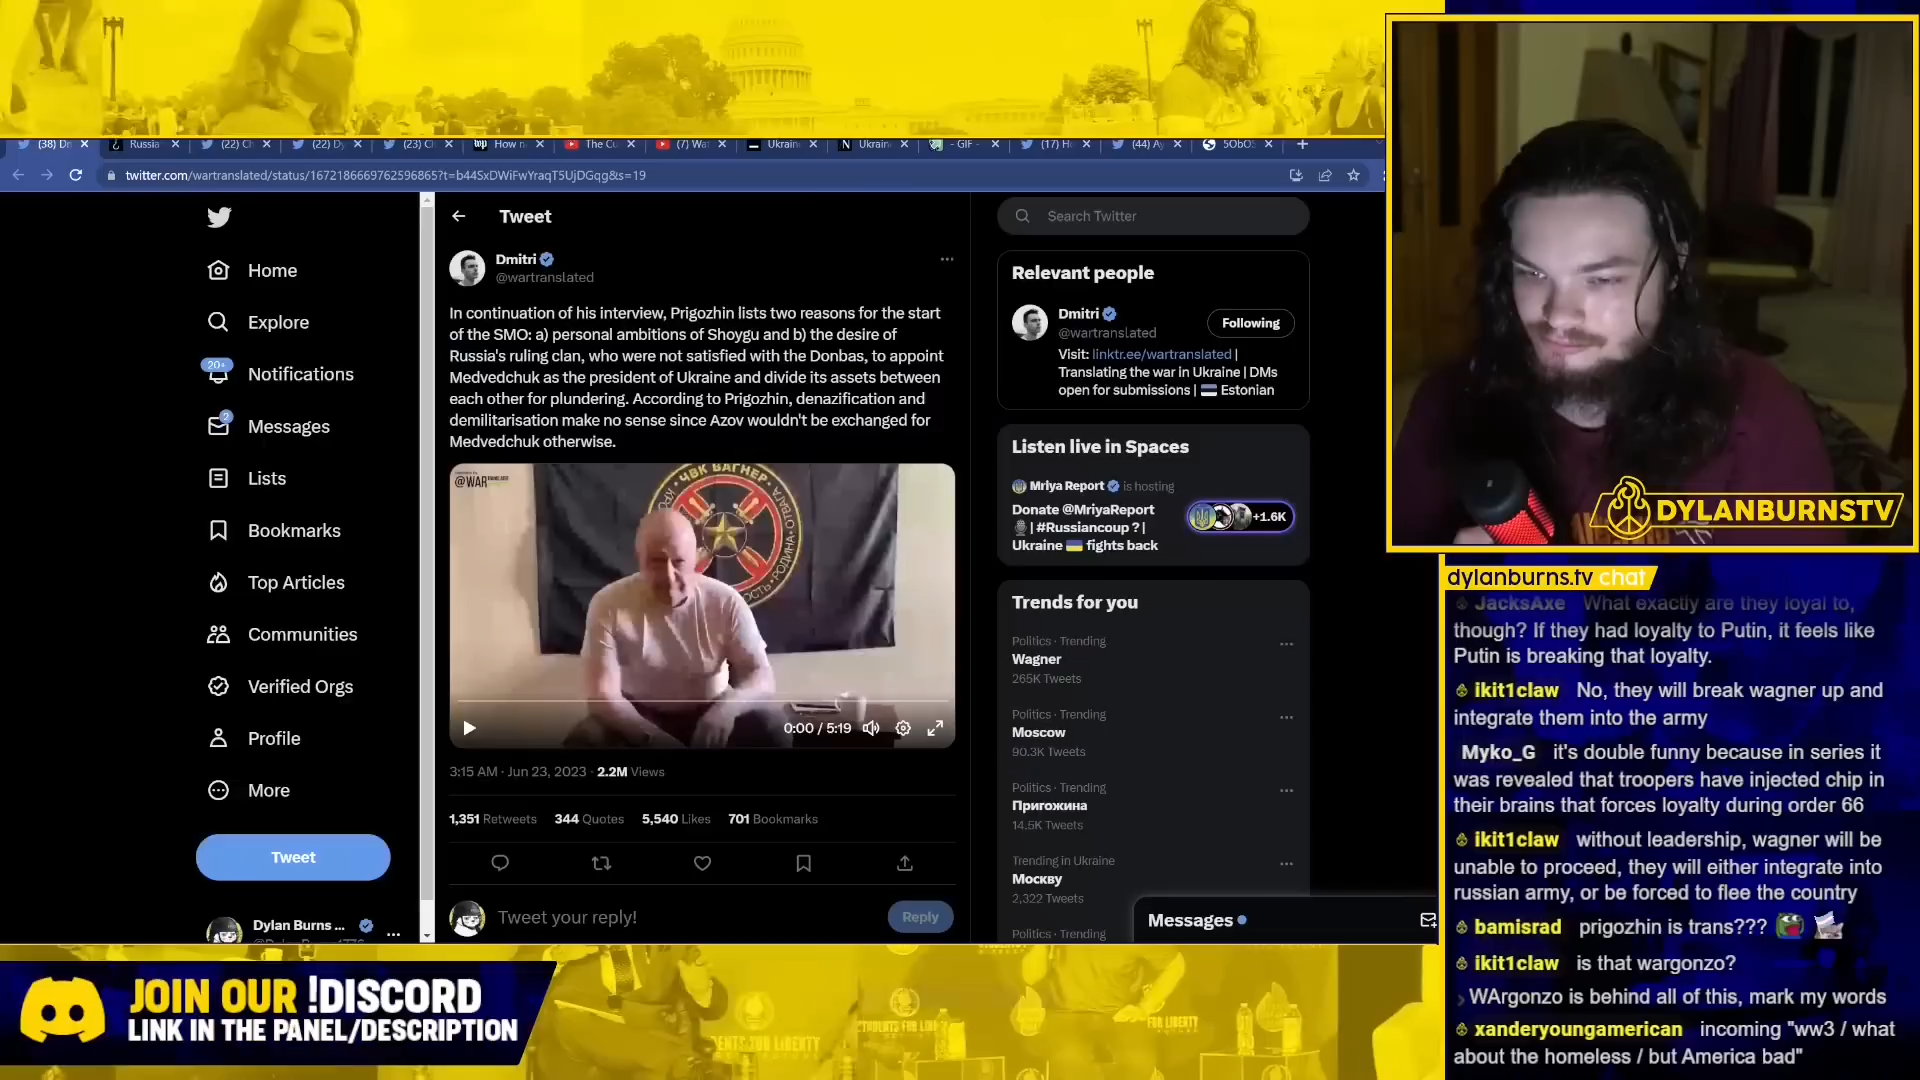 (38) Dn
Russia
(22) Cl
(22) Dy
(23) Cl
How n
The Cu
(7) Wa
Ukrain
Ukrain
- GIF -
(17) H
(44) Ay
5ObO
twitter.com/wartranslated/status/1672186669762596865?t=b44SxDWiFwYraqT5UjDGqg&s=19
Home
Explore
20+
Notifications
2
Messages
Lists
Bookmarks
Top Articles
Communities
Verified Orgs
Profile
More
Tweet
Dylan Burns ...
Tweet
Dmitri
@wartranslated
In continuation of his interview, Prigozhin lists two reasons for the start
of the SMO: a) personal ambitions of Shoygu and b) the desire of
Russia's ruling clan, who were not satisfied with the Donbas, to appoint
Medvedchuk as the president of Ukraine and divide its assets between
each other for plundering. According to Prigozhin, denazification and
demilitarisation make no sense since Azov wouldn't be exchanged for
Medvedchuk otherwise.
@WAR TRANSLATED
ЧВК ВАГНЕР
РОДИНА ОТВАГА
0:00 / 5:19
3:15 AM · Jun 23, 2023 · 2.2M Views
1,351 Retweets 344 Quotes 5,540 Likes 701 Bookmarks
Tweet your reply!
Reply
Search Twitter
Relevant people
Dmitri
@wartranslated
Following
Visit: linktr.ee/wartranslated |
Translating the war in Ukraine | DMs
open for submissions | Estonian
Listen live in Spaces
Mriya Report is hosting
Donate @MriyaReport
| #Russiancoup ? |
Ukraine fights back
+1.6K
Trends for you
Politics · Trending
Wagner
265K Tweets
Politics · Trending
Moscow
90.3K Tweets
Politics · Trending
Пригожина
14.5K Tweets
Trending in Ukraine
Москву
2,322 Tweets
Politics · Trending
Messages
DYLANBURNSTV
dylanburns.tv chat
JacksAxe What exactly are they loyal to,
though? If they had loyalty to Putin, it feels like
Putin is breaking that loyalty.
ikit1claw No, they will break wagner up and
integrate them into the army
Myko_G it's double funny because in series it
was revealed that troopers have injected chip in
their brains that forces loyalty during order 66
ikit1claw without leadership, wagner will be
unable to proceed, they will either integrate into
russian army, or be forced to flee the country
bamisrad prigozhin is trans???
ikit1claw is that wargonzo?
WArgonzo is behind all of this, mark my words
xanderyoungamerican incoming "ww3 / what
about the homeless / but America bad"
JOIN OUR !DISCORD
LINK IN THE PANEL/DESCRIPTION